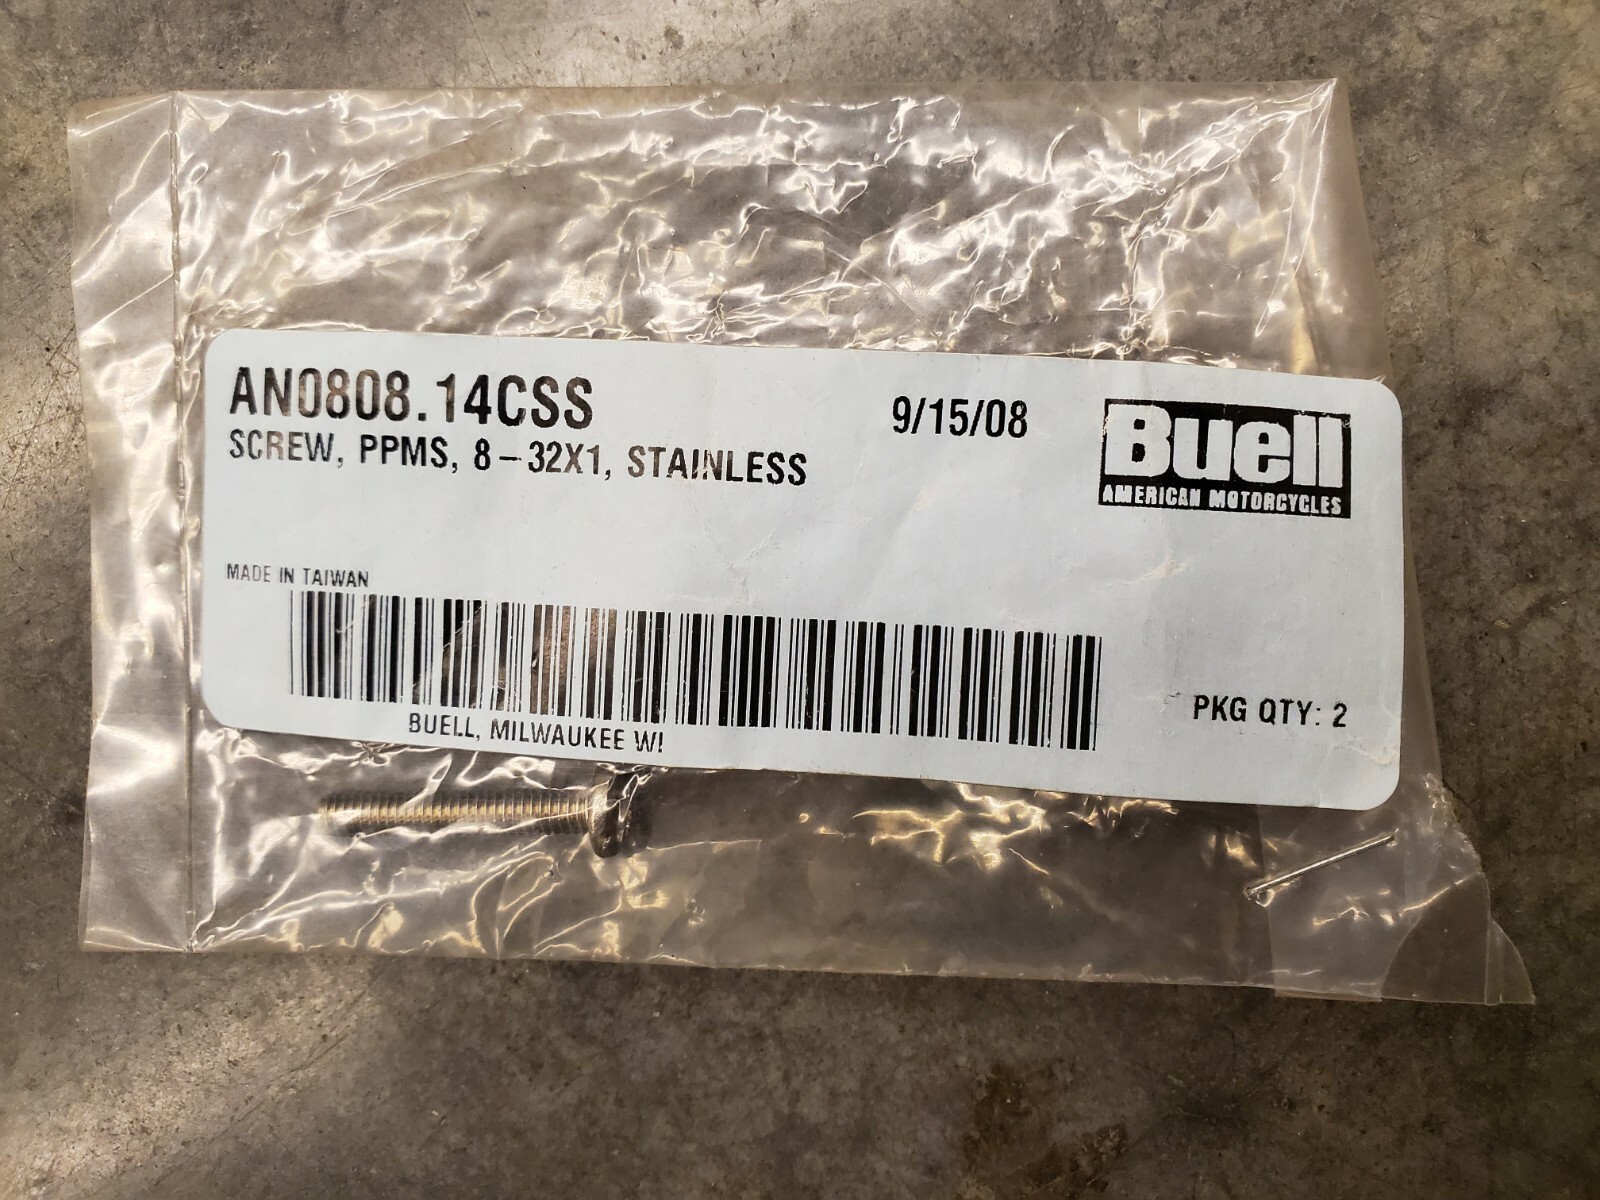 AN0808.14CSS
SCREW, PPMS, 8-32X1, STAINLESS
9/15/08
Buell
AMERICAN MOTORCYCLES
MADE IN TAIWAN
BUELL, MILWAUKEE WI
PKG QTY: 2